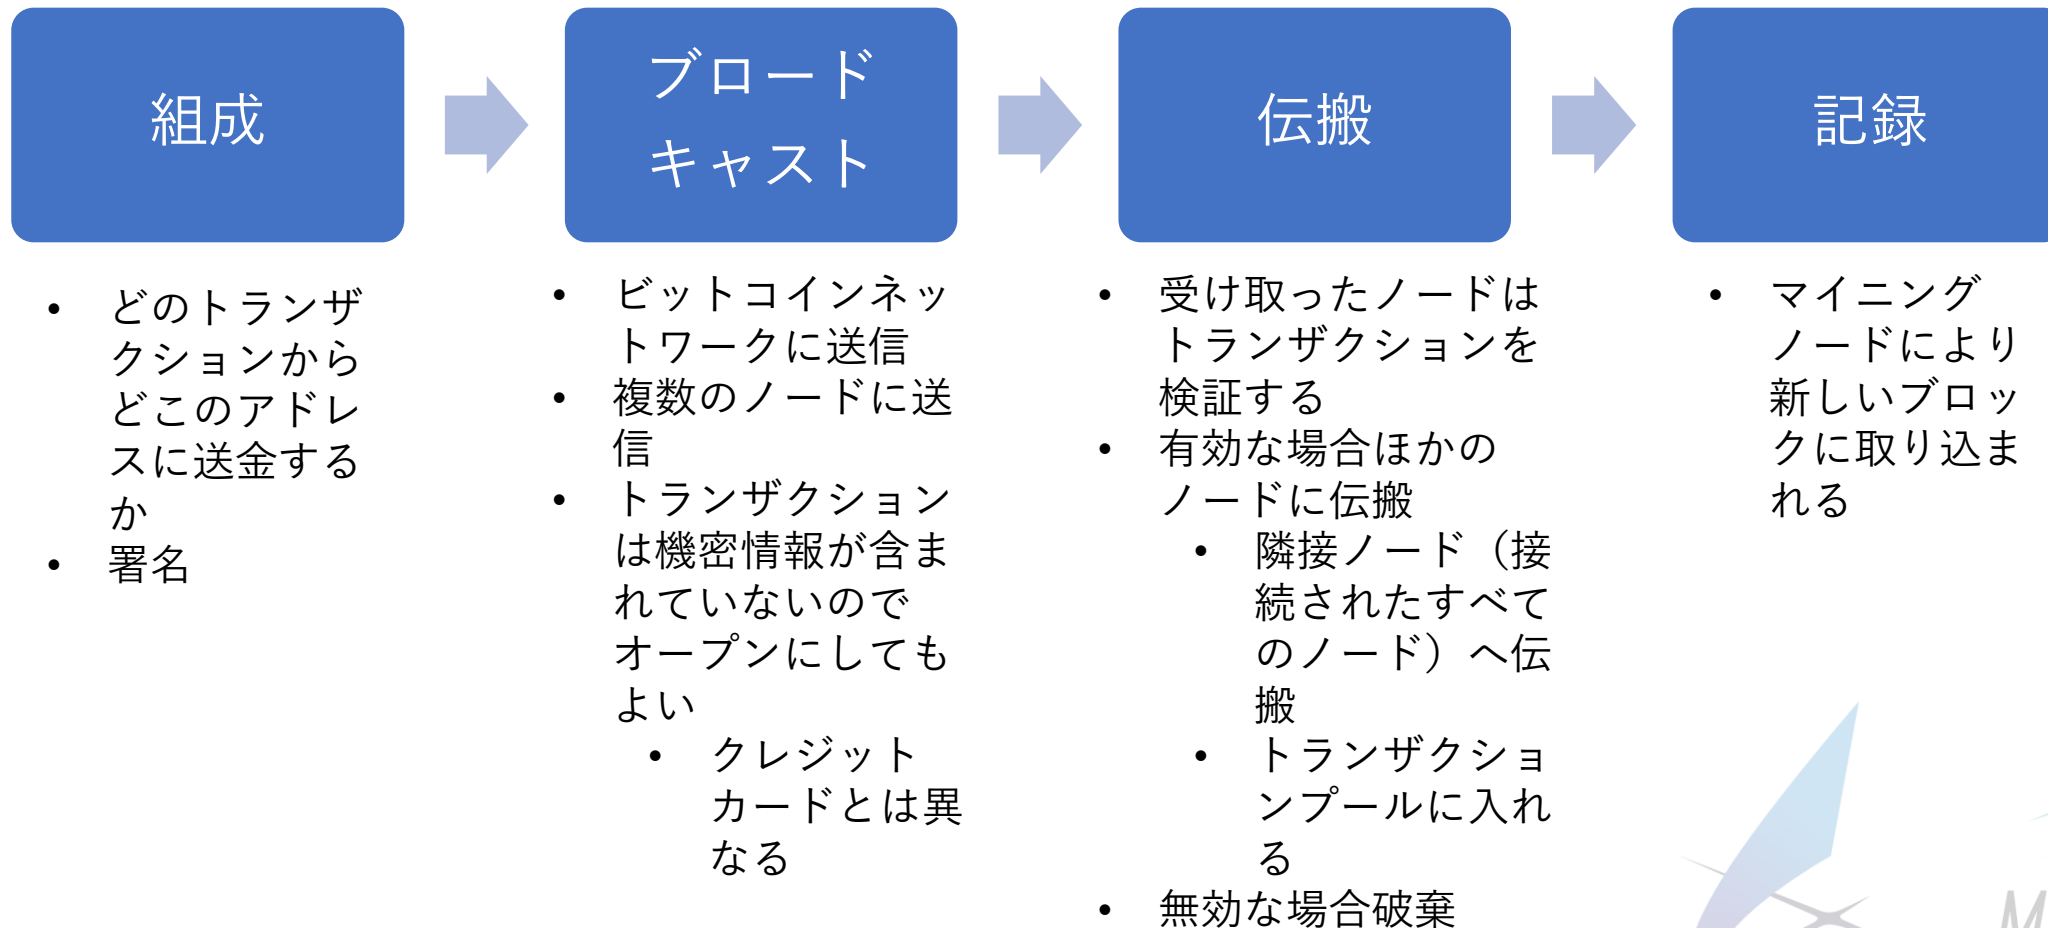 組成
ブロード
キャスト
伝搬
記録
• どのトランザ
クションから
どこのアドレ
スに送金する
か
• 署名
• ビットコインネッ
トワークに送信
• 複数のノードに送
信
• トランザクション
は機密情報が含ま
れていないので
オープンにしても
よい
• クレジット
カードとは異
なる
• 受け取ったノードは
トランザクションを
検証する
• 有効な場合ほかの
ノードに伝搬
• 隣接ノード（接
続されたすべて
のノード）へ伝
搬
• トランザクショ
ンプールに入れ
る
• 無効な場合破棄
• マイニング
ノードにより
新しいブロッ
クに取り込ま
れる